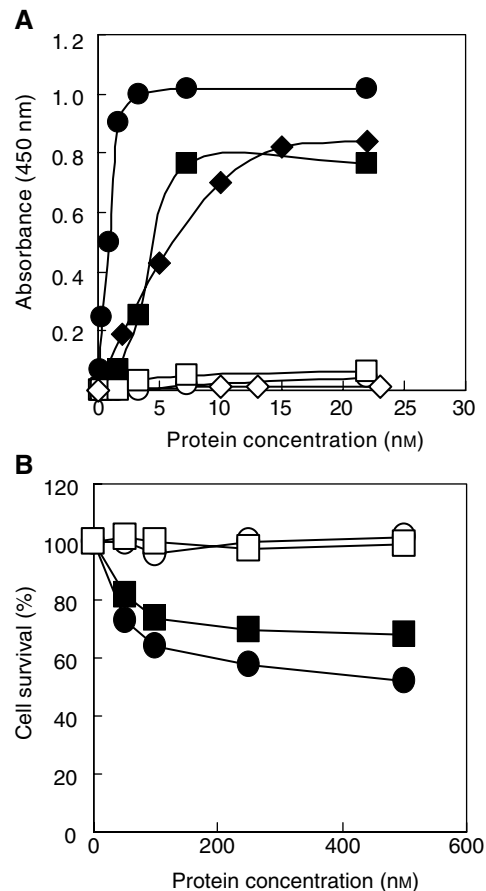 A
1.2
1.0
0.8
0.6
0.4
0.2
0 5 10 15 20 25 30
Absorbance (450 nm)
Protein concentration (nM)
B
120
100
80
60
40
20
0
0 200 400 600
Cell survival (%)
Protein concentration (nM)